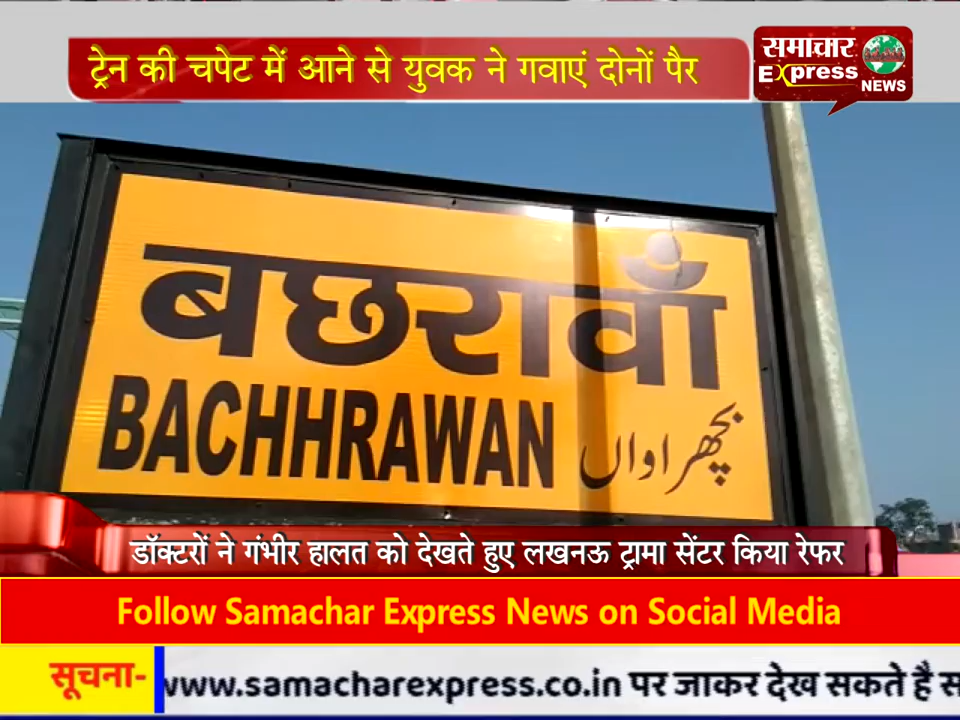 ट्रेन की चपेट में आने से युवक ने गवाएं दोनों पैर
समाचार
Express
NEWS
बछरावाँ
BACHHRAWAN
بچھراواں
डॉक्टरों ने गंभीर हालत को देखते हुए लखनऊ ट्रामा सेंटर किया रेफर
Follow Samachar Express News on Social Media
सूचना-
www.samacharexpress.co.in पर जाकर देख सकते है स